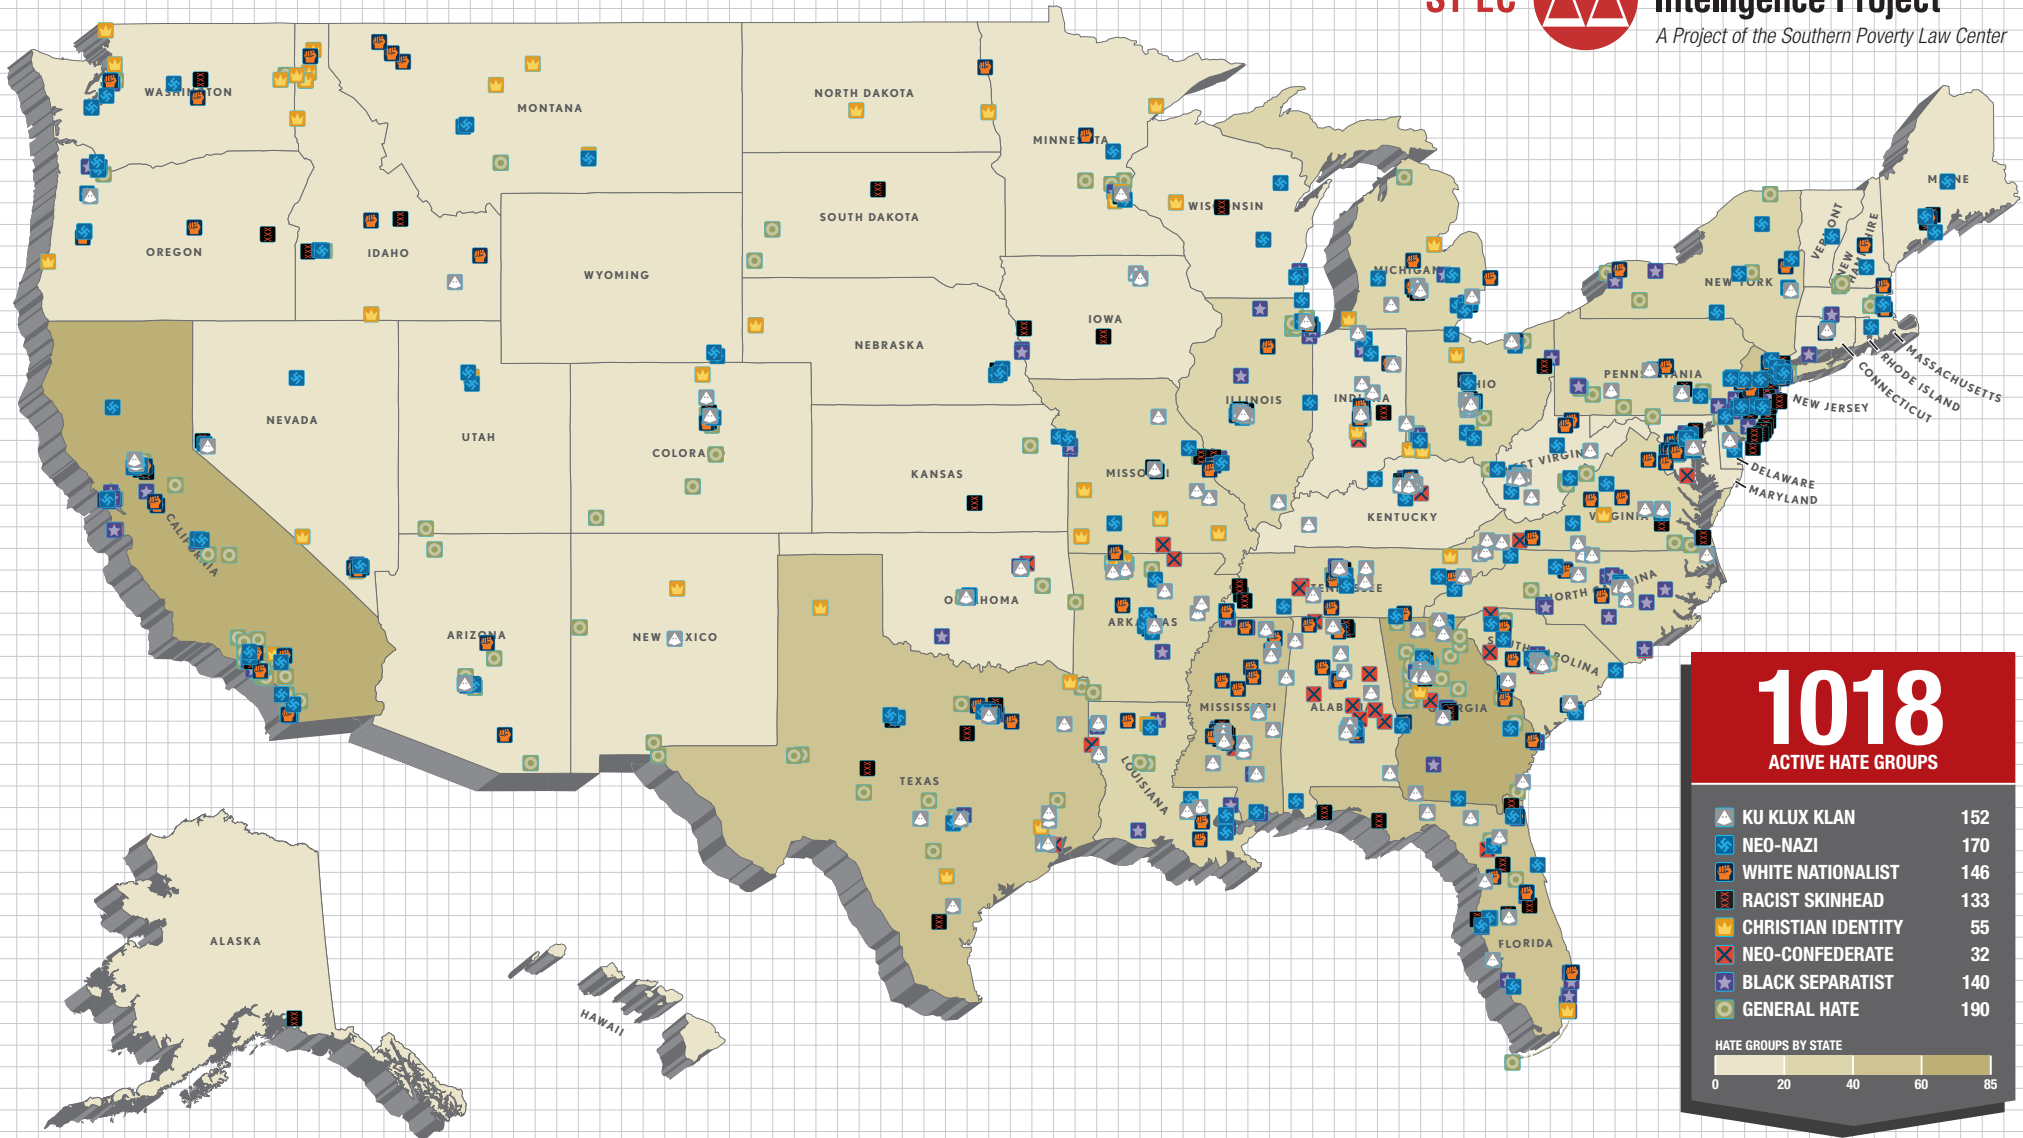 SPLC
Intelligence Project
A Project of the Southern Poverty Law Center
WASHINGTON
MONTANA
NORTH DAKOTA
MINNESOTA
SOUTH DAKOTA
WISCONSIN
MAINE
VERMONT
NEW HAMPSHIRE
OREGON
IDAHO
WYOMING
MICHIGAN
NEW YORK
NEBRASKA
IOWA
MASSACHUSETTS
RHODE ISLAND
CONNECTICUT
NEVADA
UTAH
COLORADO
ILLINOIS
INDIANA
OHIO
PENNSYLVANIA
NEW JERSEY
KANSAS
MISSOURI
WEST VIRGINIA
DELAWARE
MARYLAND
CALIFORNIA
KENTUCKY
VIRGINIA
ARIZONA
NEW MEXICO
OKLAHOMA
ARKANSAS
TENNESSEE
NORTH CAROLINA
SOUTH CAROLINA
TEXAS
LOUISIANA
MISSISSIPPI
ALABAMA
GEORGIA
FLORIDA
ALASKA
HAWAII
1018
ACTIVE HATE GROUPS
KU KLUX KLAN 152
NEO-NAZI 170
WHITE NATIONALIST 146
RACIST SKINHEAD 133
CHRISTIAN IDENTITY 55
NEO-CONFEDERATE 32
BLACK SEPARATIST 140
GENERAL HATE 190
HATE GROUPS BY STATE
0 20 40 60 85